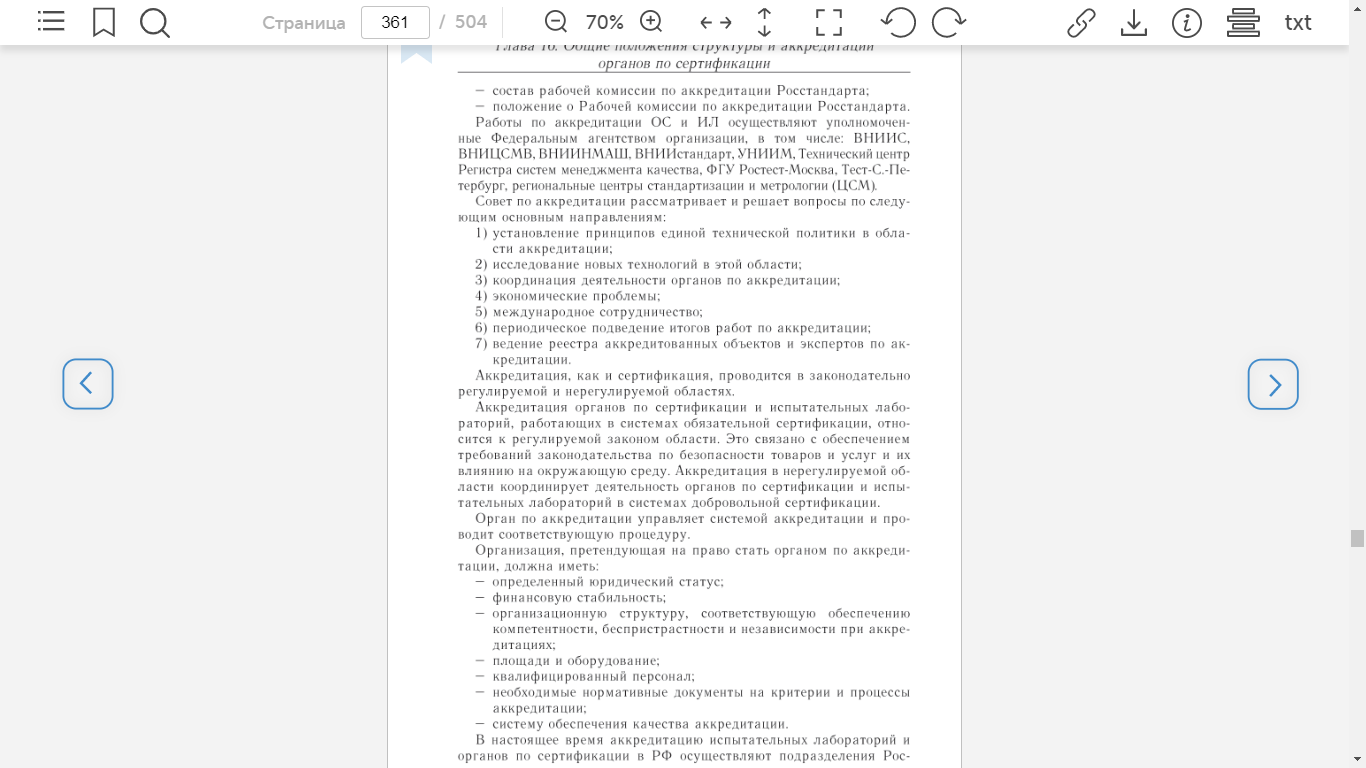 Страница 361 / 504 70% txt
Глава 16. Общие положения структуры и аккредитации
органов по сертификации
— состав рабочей комиссии по аккредитации Росстандарта;
— положение о Рабочей комиссии по аккредитации Росстандарта.
Работы по аккредитации ОС и ИЛ осуществляют уполномочен-
ные Федеральным агентством организации, в том числе: ВНИИС,
ВНИЦСМВ, ВНИИНМАШ, ВНИИстандарт, УНИИМ, Технический центр
Регистра систем менеджмента качества, ФГУ Ростест-Москва, Тест-С.-Пе-
тербург, региональные центры стандартизации и метрологии (ЦСМ).
Совет по аккредитации рассматривает и решает вопросы по следу-
ющим основным направлениям:
1) установление принципов единой технической политики в обла-
сти аккредитации;
2) исследование новых технологий в этой области;
3) координация деятельности органов по аккредитации;
4) экономические проблемы;
5) международное сотрудничество;
6) периодическое подведение итогов работ по аккредитации;
7) ведение реестра аккредитованных объектов и экспертов по ак-
кредитации.
Аккредитация, как и сертификация, проводится в законодательно
регулируемой и нерегулируемой областях.
Аккредитация органов по сертификации и испытательных лабо-
раторий, работающих в системах обязательной сертификации, отно-
сится к регулируемой законом области. Это связано с обеспечением
требований законодательства по безопасности товаров и услуг и их
влиянию на окружающую среду. Аккредитация в нерегулируемой об-
ласти координирует деятельность органов по сертификации и испы-
тательных лабораторий в системах добровольной сертификации.
Орган по аккредитации управляет системой аккредитации и про-
водит соответствующую процедуру.
Организация, претендующая на право стать органом по аккреди-
тации, должна иметь:
— определенный юридический статус;
— финансовую стабильность;
— организационную структуру, соответствующую обеспечению
компетентности, беспристрастности и независимости при аккре-
дитациях;
— площади и оборудование;
— квалифицированный персонал;
— необходимые нормативные документы на критерии и процессы
аккредитации;
— систему обеспечения качества аккредитации.
В настоящее время аккредитацию испытательных лабораторий и
органов по сертификации в РФ осуществляют подразделения Рос-